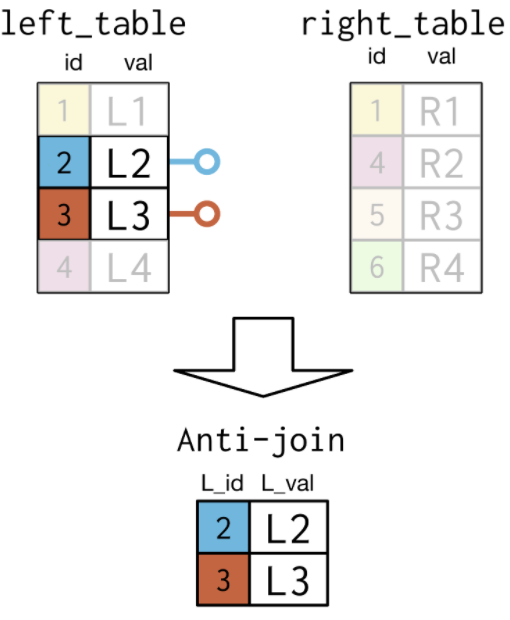 left_table right_table
id val id val
1 L1 1 R1
2 L2 4 R2
3 L3 5 R3
4 L4 6 R4
Anti-join
L_id L_val
2 L2
3 L3